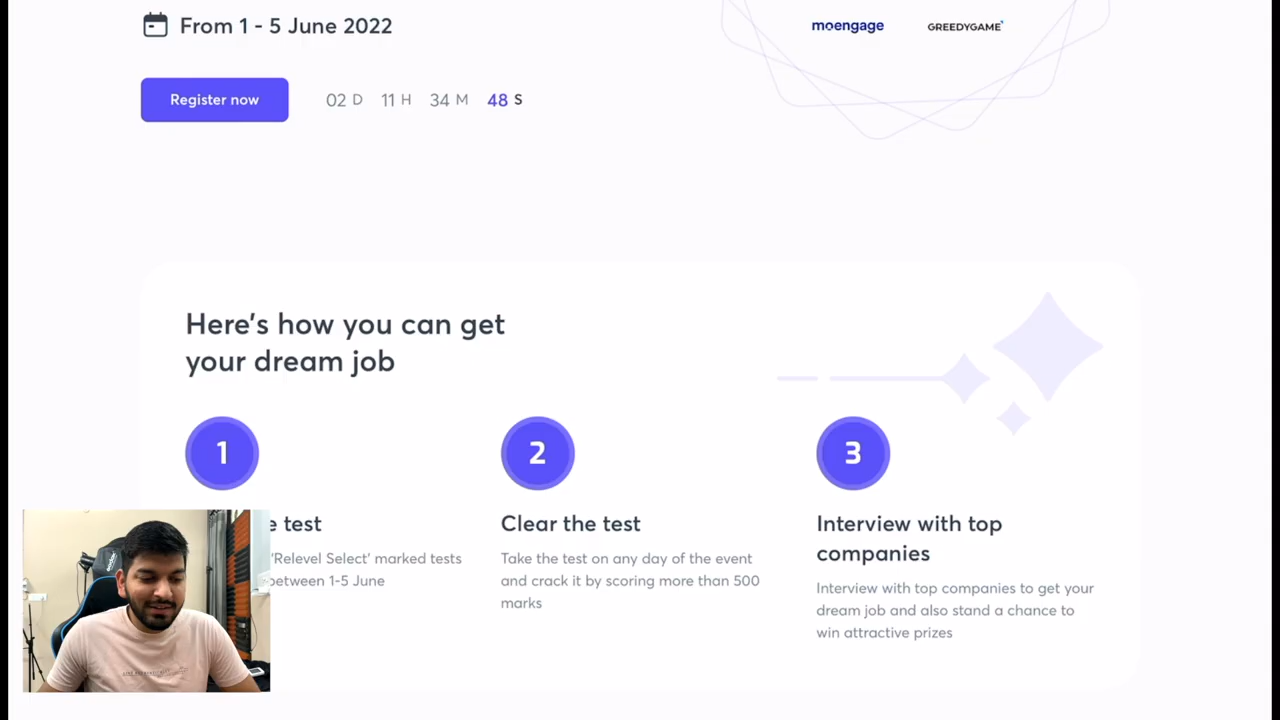 From 1 - 5 June 2022
moengage
GREEDYGAME
Register now
02 D 11 H 34 M 48 S
Here's how you can get
your dream job
1
2
3
e test
'Relevel Select' marked tests
between 1-5 June
Clear the test
Take the test on any day of the event
and crack it by scoring more than 500
marks
Interview with top
companies
Interview with top companies to get your
dream job and also stand a chance to
win attractive prizes